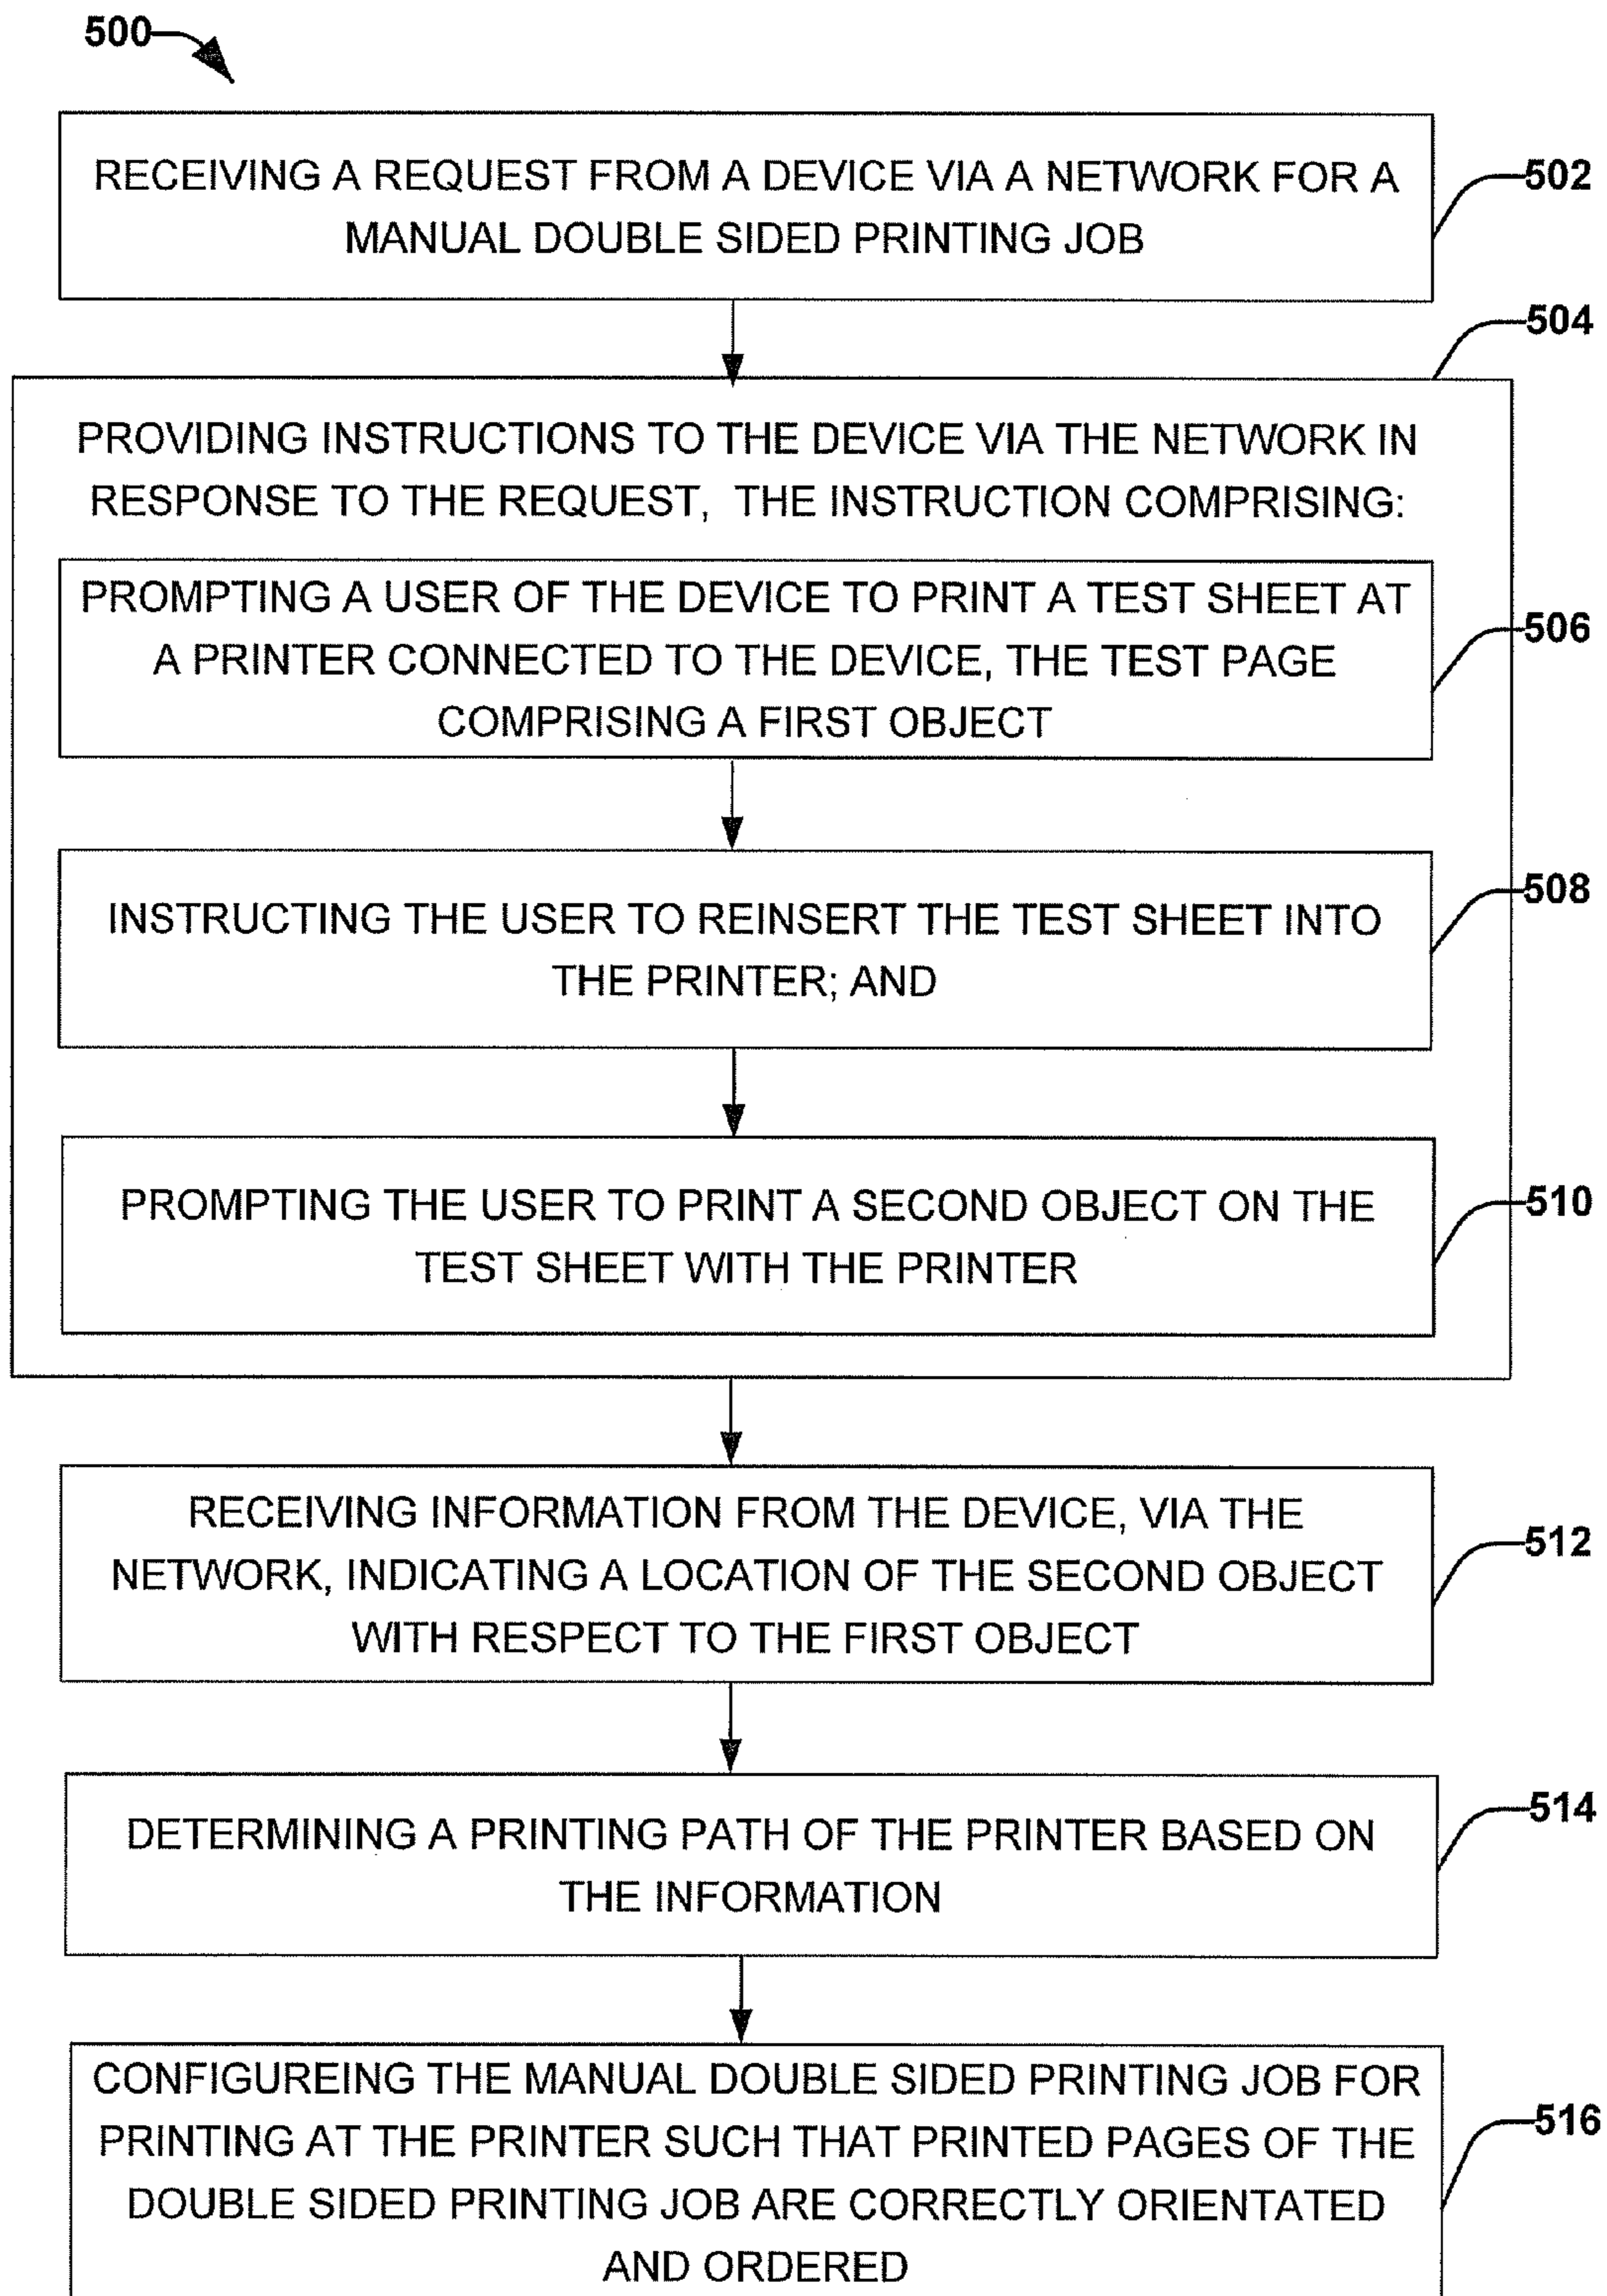 500
RECEIVING A REQUEST FROM A DEVICE VIA A NETWORK FOR A
MANUAL DOUBLE SIDED PRINTING JOB
502
504
PROVIDING INSTRUCTIONS TO THE DEVICE VIA THE NETWORK IN
RESPONSE TO THE REQUEST, THE INSTRUCTION COMPRISING:
PROMPTING A USER OF THE DEVICE TO PRINT A TEST SHEET AT
A PRINTER CONNECTED TO THE DEVICE, THE TEST PAGE
COMPRISING A FIRST OBJECT
506
INSTRUCTING THE USER TO REINSERT THE TEST SHEET INTO
THE PRINTER; AND
508
PROMPTING THE USER TO PRINT A SECOND OBJECT ON THE
TEST SHEET WITH THE PRINTER
510
RECEIVING INFORMATION FROM THE DEVICE, VIA THE
NETWORK, INDICATING A LOCATION OF THE SECOND OBJECT
WITH RESPECT TO THE FIRST OBJECT
512
DETERMINING A PRINTING PATH OF THE PRINTER BASED ON
THE INFORMATION
514
CONFIGUREING THE MANUAL DOUBLE SIDED PRINTING JOB FOR
PRINTING AT THE PRINTER SUCH THAT PRINTED PAGES OF THE
DOUBLE SIDED PRINTING JOB ARE CORRECTLY ORIENTATED
AND ORDERED
516